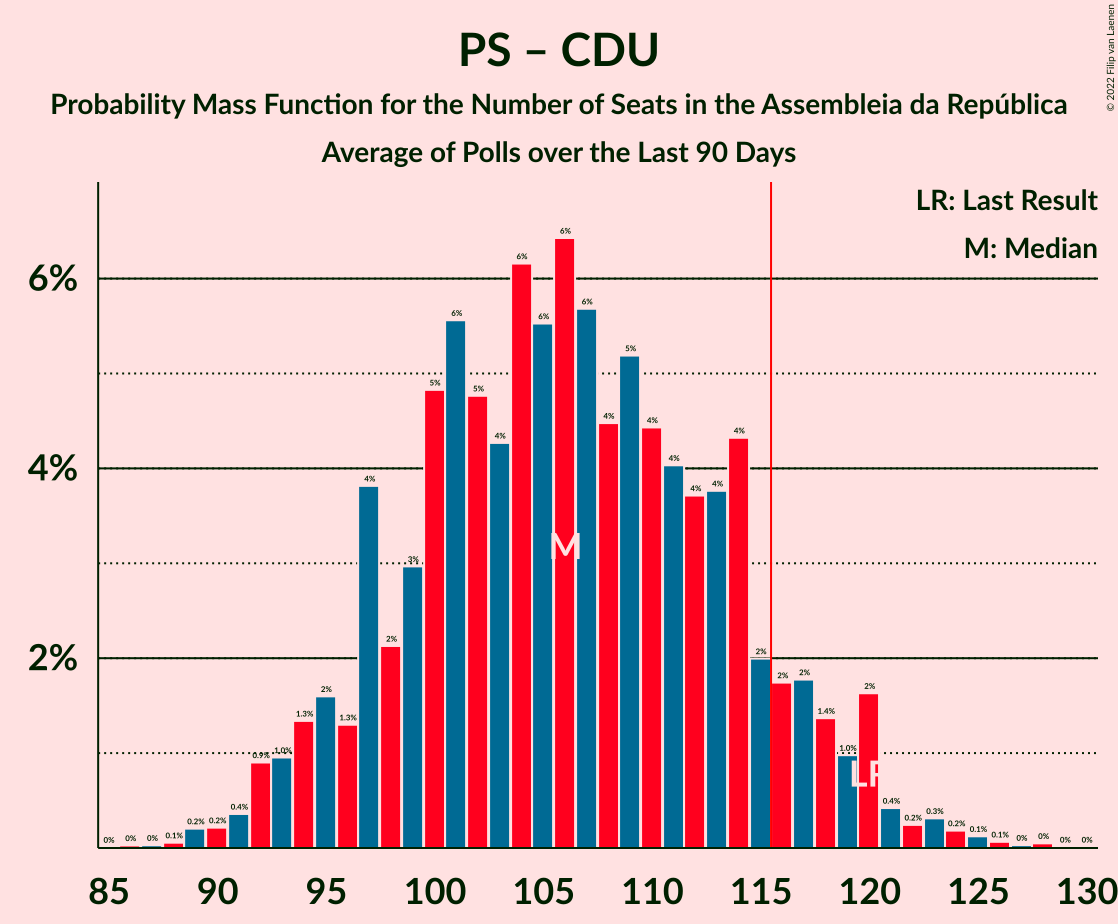 PS – CDU
Probability Mass Function for the Number of Seats in the Assembleia da República
Average of Polls over the Last 90 Days
© 2022 Filip van Laenen
LR: Last Result
M: Median
6%
4%
2%
0% 0% 0% 0.1% 0.2% 0.2% 0.4% 0.9% 1.0% 1.3% 2% 1.3% 4% 2% 3% 5% 6% 5% 4% 6% 6% 6% 6% 4% 5% 4% 4% 4% 4% 4% 2% 2% 2% 1.4% 1.0% 2% 0.4% 0.2% 0.3% 0.2% 0.1% 0.1% 0% 0% 0% 0%
M
LR
85 90 95 100 105 110 115 120 125 130